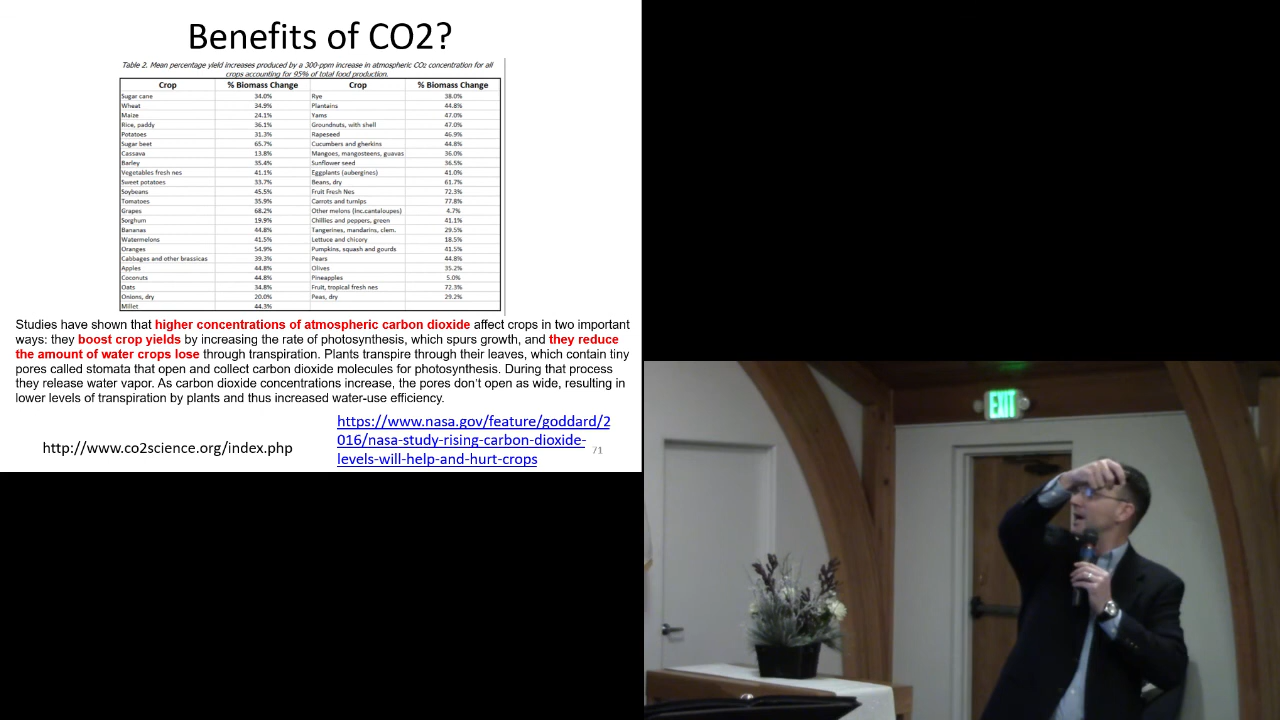 Benefits of CO2?
Table 2. Mean percentage yield increases produced by a 300-ppm increase in atmospheric CO2 concentration for all
crops accounting for 95% of total food production.
Crop % Biomass Change Crop % Biomass Change
Sugar cane 34.0% Rye 38.0%
Wheat 34.9% Plantains 44.8%
Maize 24.1% Yams 47.0%
Rice, paddy 36.1% Groundnuts, with shell 47.0%
Potatoes 31.3% Rapeseed 46.9%
Sugar beet 65.7% Cucumbers and gherkins 44.8%
Cassava 13.8% Mangoes, mangosteens, guavas 36.0%
Barley 35.4% Sunflower seed 36.5%
Vegetables fresh nes 41.1% Eggplants (aubergines) 41.0%
Sweet potatoes 33.7% Beans, dry 61.7%
Soybeans 45.5% Fruit Fresh Nes 72.3%
Tomatoes 35.9% Carrots and turnips 77.8%
Grapes 68.2% Other melons (inc.cantaloupes) 4.7%
Sorghum 19.9% Chillies and peppers, green 41.1%
Bananas 44.8% Tangerines, mandarins, clem. 29.5%
Watermelons 41.5% Lettuce and chicory 18.5%
Oranges 54.9% Pumpkins, squash and gourds 41.5%
Cabbages and other brassicas 39.3% Pears 44.8%
Apples 44.8% Olives 35.2%
Coconuts 44.8% Pineapples 5.0%
Oats 34.8% Fruit, tropical fresh nes 72.3%
Onions, dry 20.0% Peas, dry 29.2%
Millet 44.3%
Studies have shown that higher concentrations of atmospheric carbon dioxide affect crops in two important
ways: they boost crop yields by increasing the rate of photosynthesis, which spurs growth, and they reduce
the amount of water crops lose through transpiration. Plants transpire through their leaves, which contain tiny
pores called stomata that open and collect carbon dioxide molecules for photosynthesis. During that process
they release water vapor. As carbon dioxide concentrations increase, the pores don't open as wide, resulting in
lower levels of transpiration by plants and thus increased water-use efficiency.
http://www.co2science.org/index.php
https://www.nasa.gov/feature/goddard/2
016/nasa-study-rising-carbon-dioxide-
levels-will-help-and-hurt-crops
71
EXIT